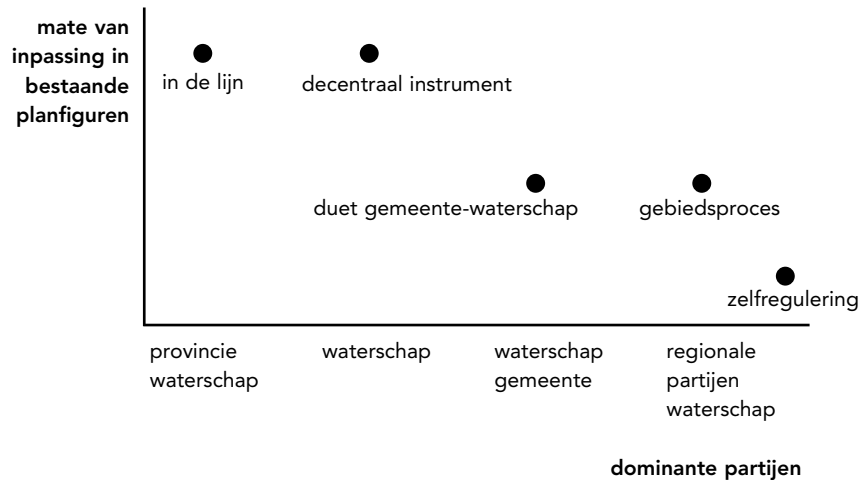 mate van
inpassing in
bestaande
planfiguren
in de lijn
decentraal instrument
duet gemeente-waterschap
gebiedsproces
zelfregulering
provincie
waterschap
waterschap
waterschap
gemeente
regionale
partijen
waterschap
dominante partijen